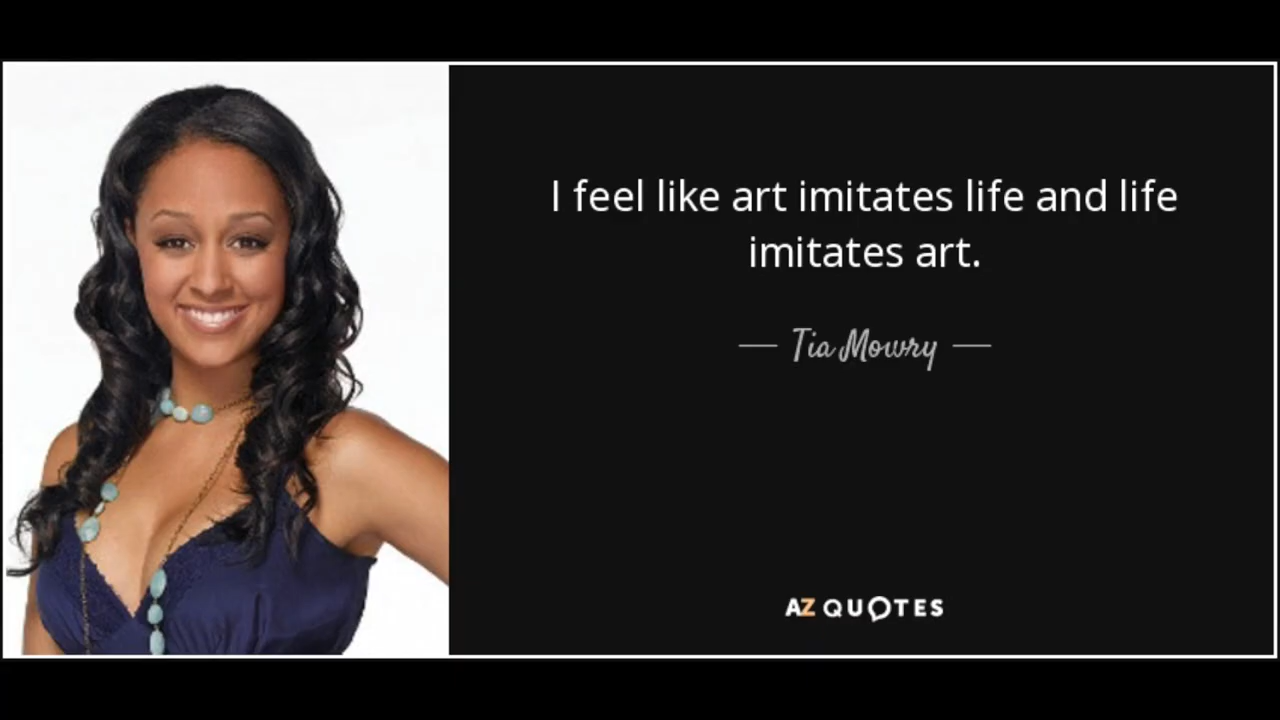 I feel like art imitates life and life
imitates art.
— Tia Mowry —
AZ QUOTES